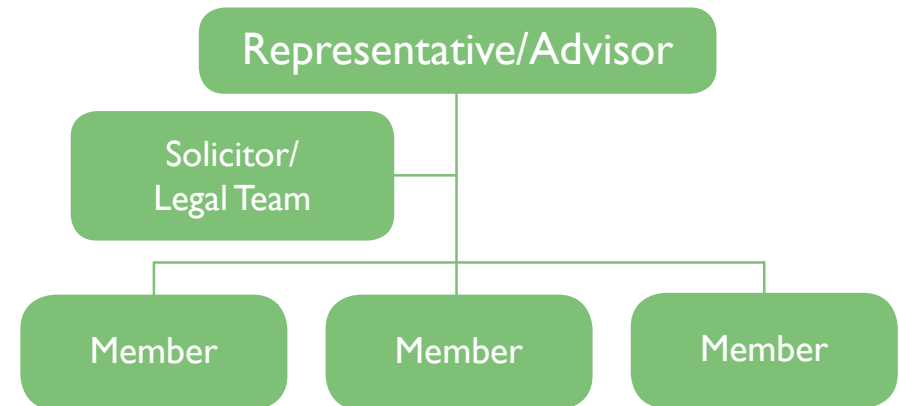 Representative/Advisor
Solicitor/
Legal Team
Member
Member
Member